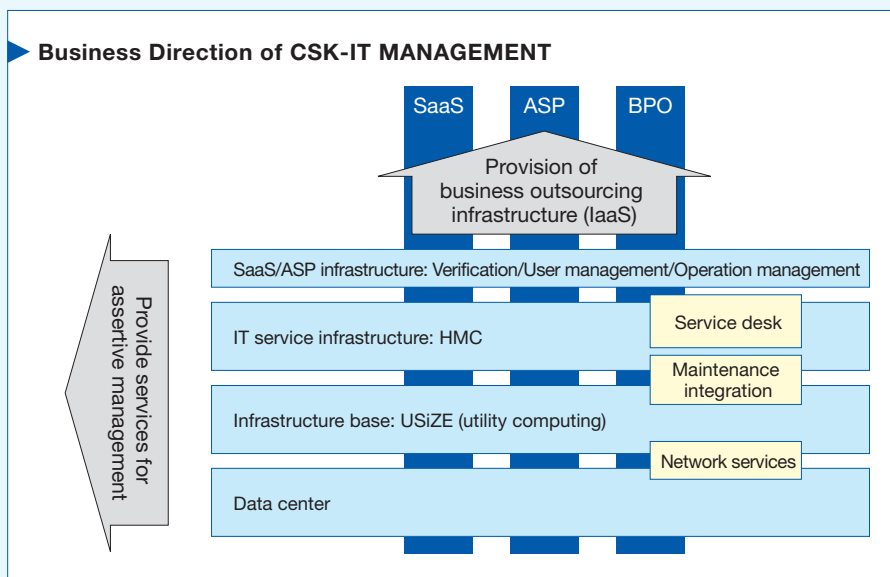 Business Direction of CSK-IT MANAGEMENT
SaaS
ASP
BPO
Provision of
business outsourcing
infrastructure (IaaS)
Provide services for
assertive management
SaaS/ASP infrastructure: Verification/User management/Operation management
IT service infrastructure: HMC
Service desk
Maintenance
integration
Infrastructure base: USiZE (utility computing)
Network services
Data center